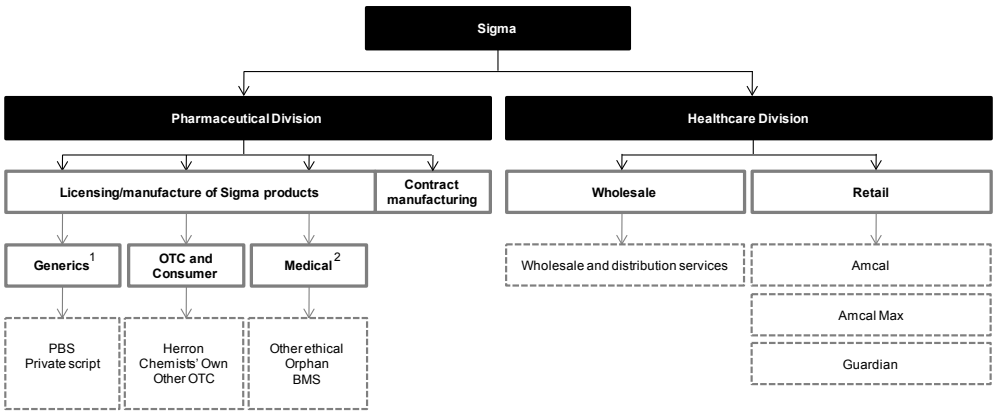 Sigma
Pharmaceutical Division
Healthcare Division
Licensing/manufacture of Sigma products
Contract
manufacturing
Wholesale
Retail
Generics1
OTC and
Consumer
Medical2
Wholesale and distribution services
Amcal
Amcal Max
Guardian
PBS
Private script
Herron
Chemists' Own
Other OTC
Other ethical
Orphan
BMS